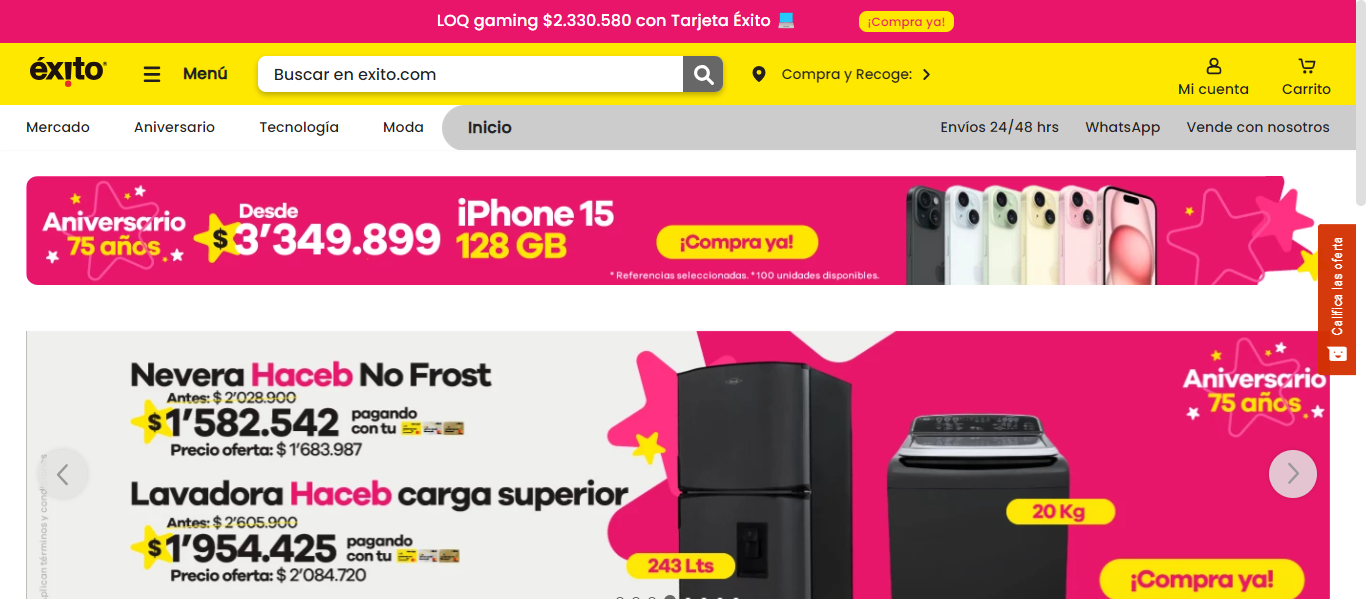 LOQ gaming $2.330.580 con Tarjeta Éxito
¡Compra ya!
éxito
Menú
Buscar en exito.com
Compra y Recoge:
Mi cuenta
Carrito
Mercado
Aniversario
Tecnología
Moda
Inicio
Envíos 24/48 hrs
WhatsApp
Vende con nosotros
Aniversario
75 años
Desde
$3'349.899
iPhone 15
128 GB
¡Compra ya!
* Referencias seleccionadas. *100 unidades disponibles.
Califica las oferta
Nevera Haceb No Frost
Antes: $ 2'028.900
$1'582.542
pagando
con tu
Precio oferta: $ 1'683.987
Lavadora Haceb carga superior
Antes: $ 2'605.900
$1'954.425
pagando
con tu
Precio oferta: $ 2'084.720
243 Lts
20 Kg
Aniversario
75 años
¡Compra ya!
términos y